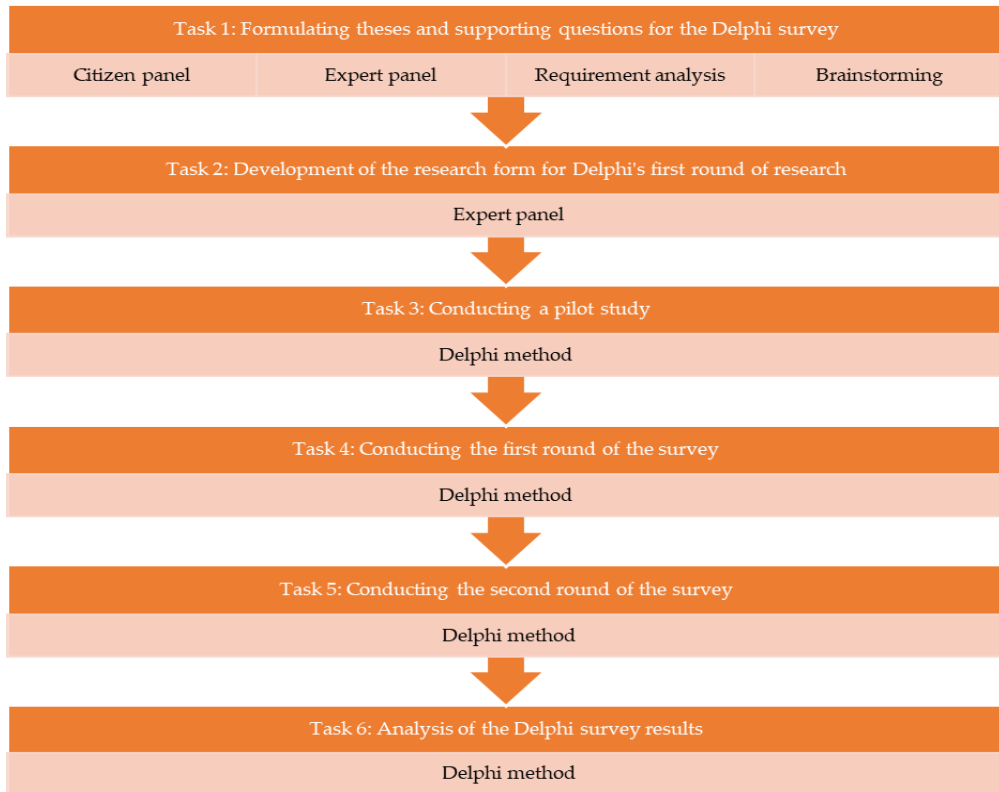 Task 1: Formulating theses and supporting questions for the Delphi survey
Citizen panel
Expert panel
Requirement analysis
Brainstorming
Task 2: Development of the research form for Delphi's first round of research
Expert panel
Task 3: Conducting a pilot study
Delphi method
Task 4: Conducting the first round of the survey
Delphi method
Task 5: Conducting the second round of the survey
Delphi method
Task 6: Analysis of the Delphi survey results
Delphi method